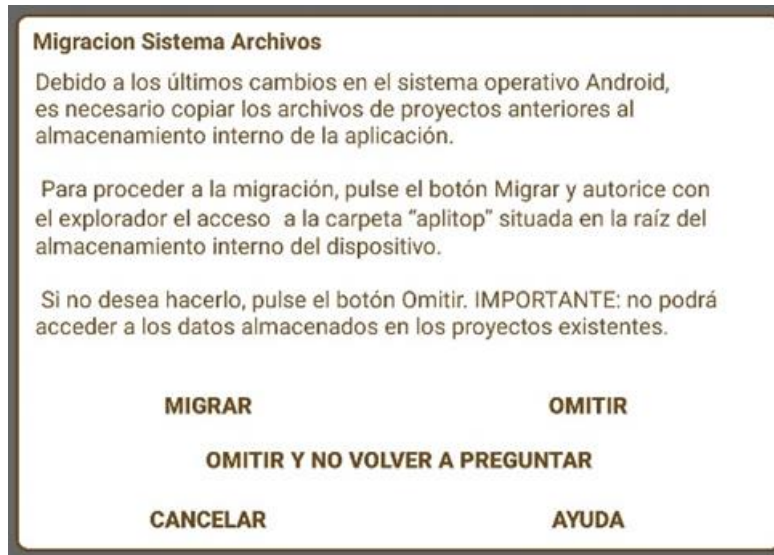 Migracion Sistema Archivos
Debido a los últimos cambios en el sistema operativo Android,
es necesario copiar los archivos de proyectos anteriores al
almacenamiento interno de la aplicación.
Para proceder a la migración, pulse el botón Migrar y autorice con
el explorador el acceso a la carpeta “aplitop” situada en la raíz del
almacenamiento interno del dispositivo.
Si no desea hacerlo, pulse el botón Omitir. IMPORTANTE: no podrá
acceder a los datos almacenados en los proyectos existentes.
MIGRAR OMITIR
OMITIR Y NO VOLVER A PREGUNTAR
CANCELAR AYUDA